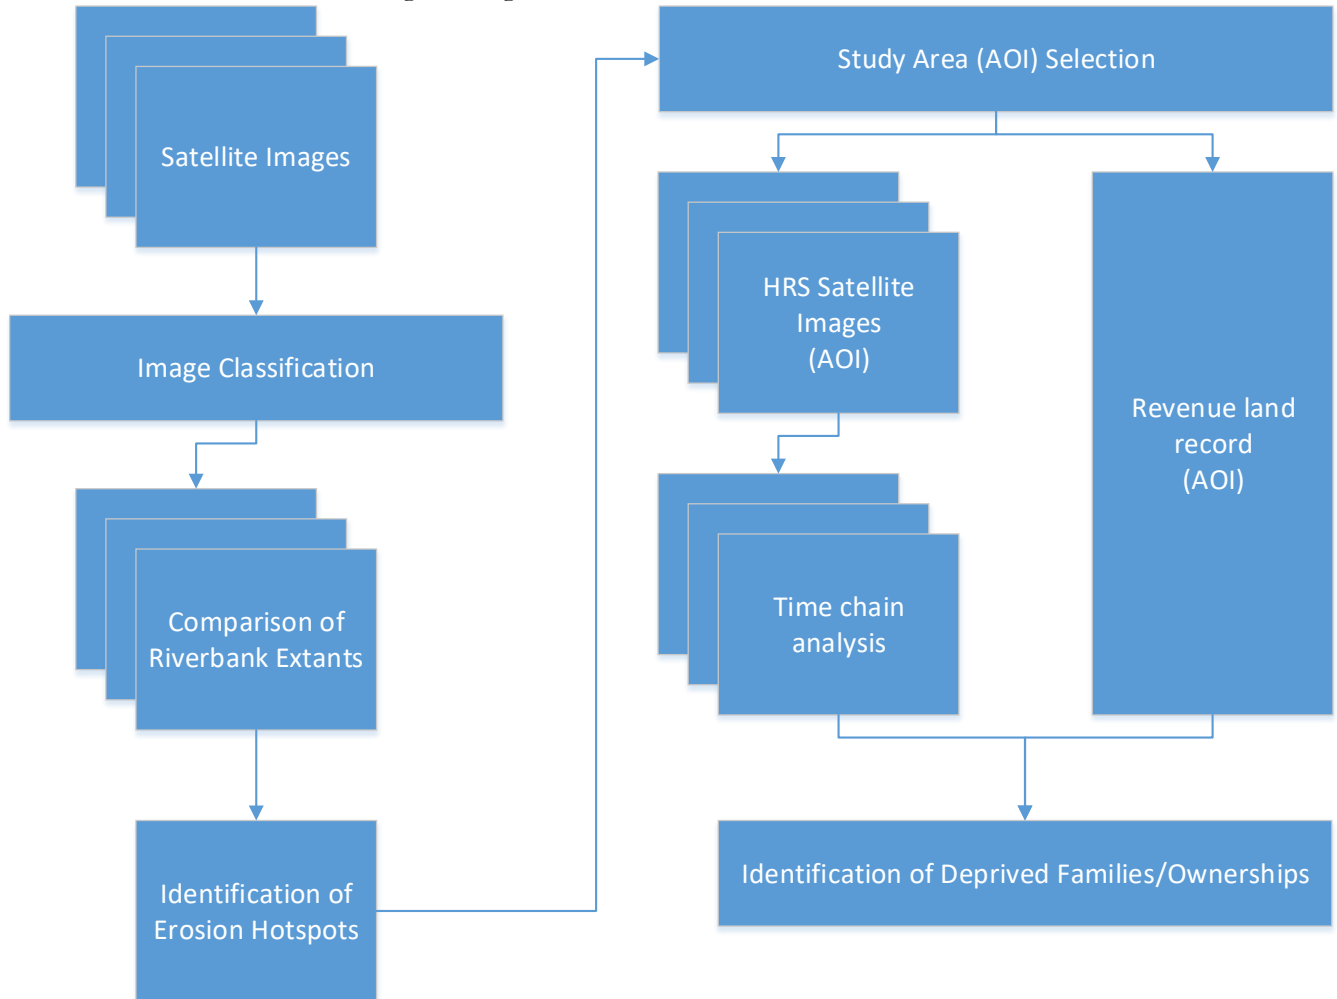 Satellite Images
Image Classification
Comparison of
Riverbank Extants
Identification of
Erosion Hotspots
Study Area (AOI) Selection
HRS Satellite
Images
(AOI)
Time chain
analysis
Revenue land
record
(AOI)
Identification of Deprived Families/Ownerships